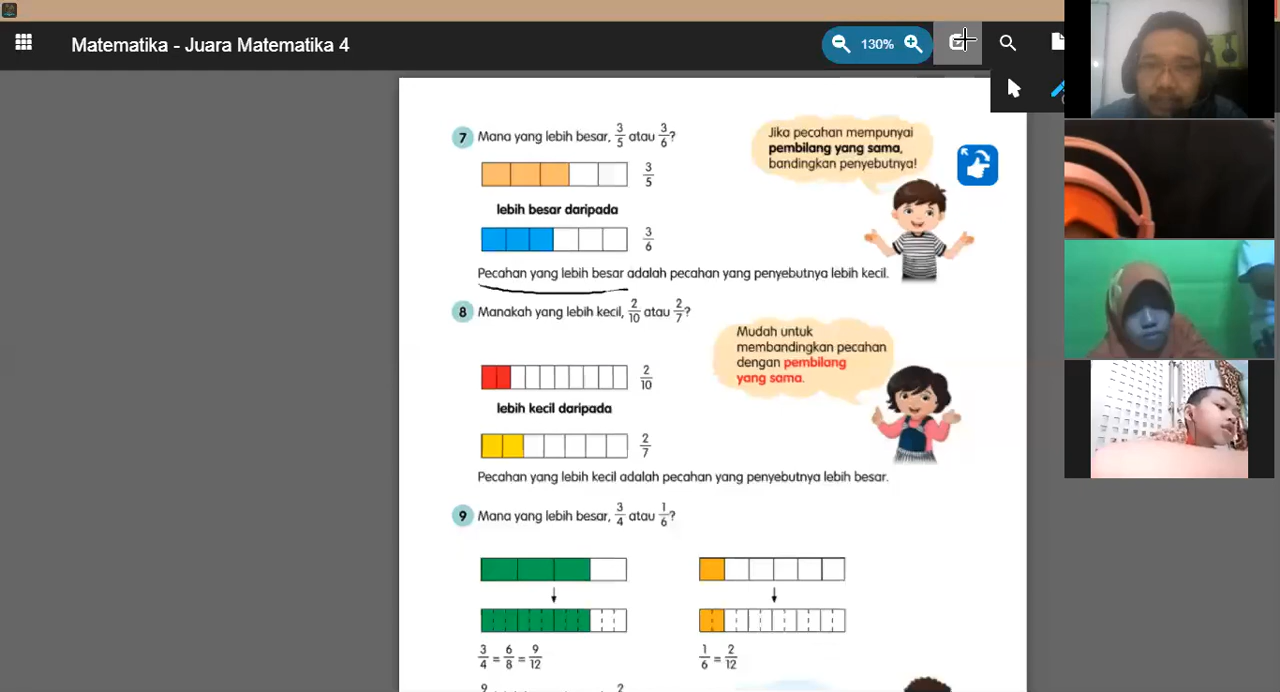 Matematika - Juara Matematika 4
130%
7 Mana yang lebih besar, 3/5 atau 3/6?
3/5
lebih besar daripada
3/6
Pecahan yang lebih besar adalah pecahan yang penyebutnya lebih kecil.
Jika pecahan mempunyai
pembilang yang sama,
bandingkan penyebutnya!
8 Manakah yang lebih kecil, 2/10 atau 2/7?
2/10
lebih kecil daripada
2/7
Pecahan yang lebih kecil adalah pecahan yang penyebutnya lebih besar.
Mudah untuk
membandingkan pecahan
dengan pembilang
yang sama.
9 Mana yang lebih besar, 3/4 atau 1/6?
3/4 = 6/8 = 9/12
1/6 = 2/12